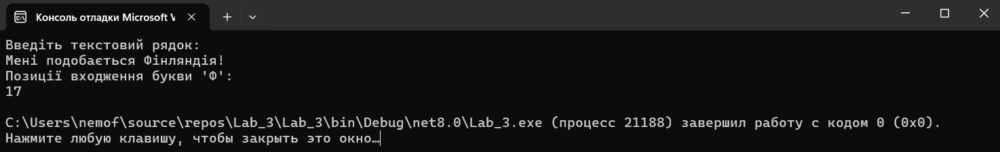 Консоль отладки Microsoft V
Введіть текстовий рядок:
Мені подобається Фінляндія!
Позиції входження букви 'Ф':
17
C:\Users\nemof\source\repos\Lab_3\Lab_3\bin\Debug\net8.0\Lab_3.exe (процесс 21188) завершил работу с кодом 0 (0x0).
Нажмите любую клавишу, чтобы закрыть это окно…